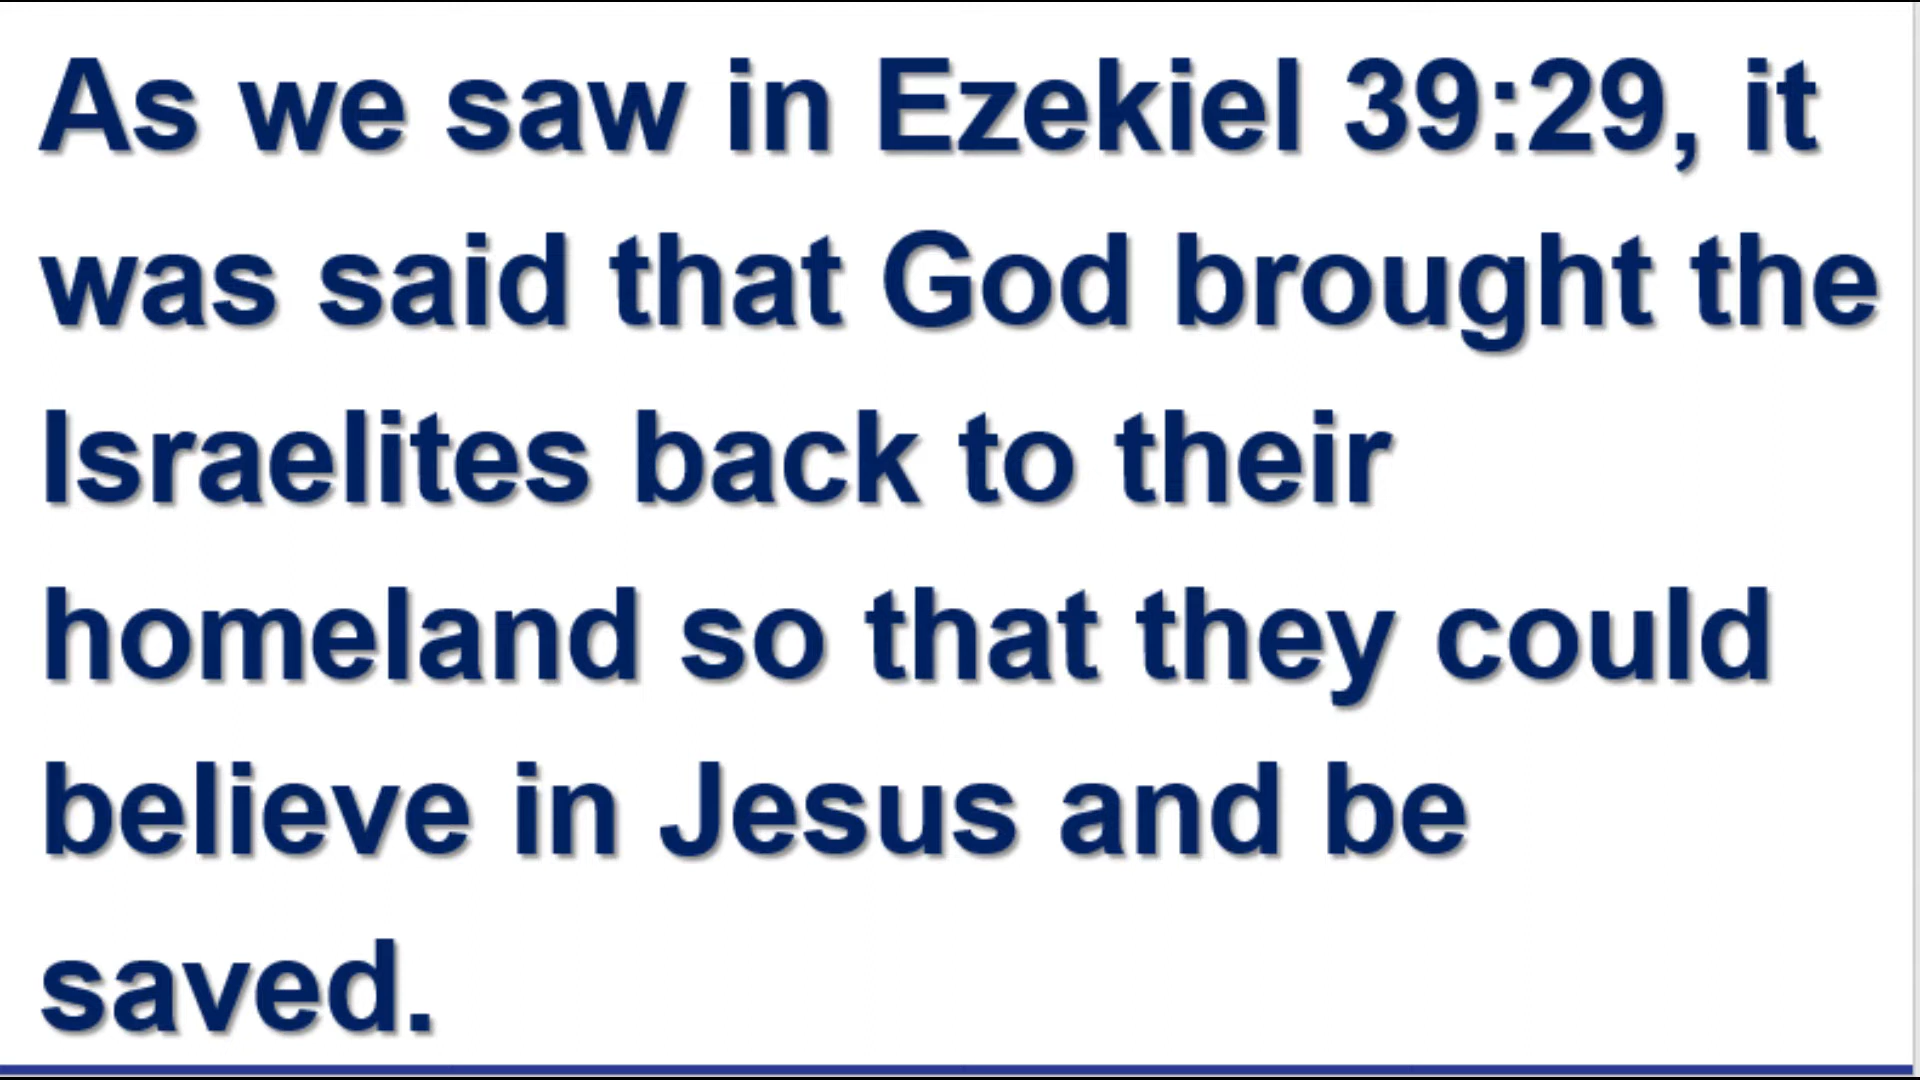 As we saw in Ezekiel 39:29, it
was said that God brought the
Israelites back to their
homeland so that they could
believe in Jesus and be
saved.